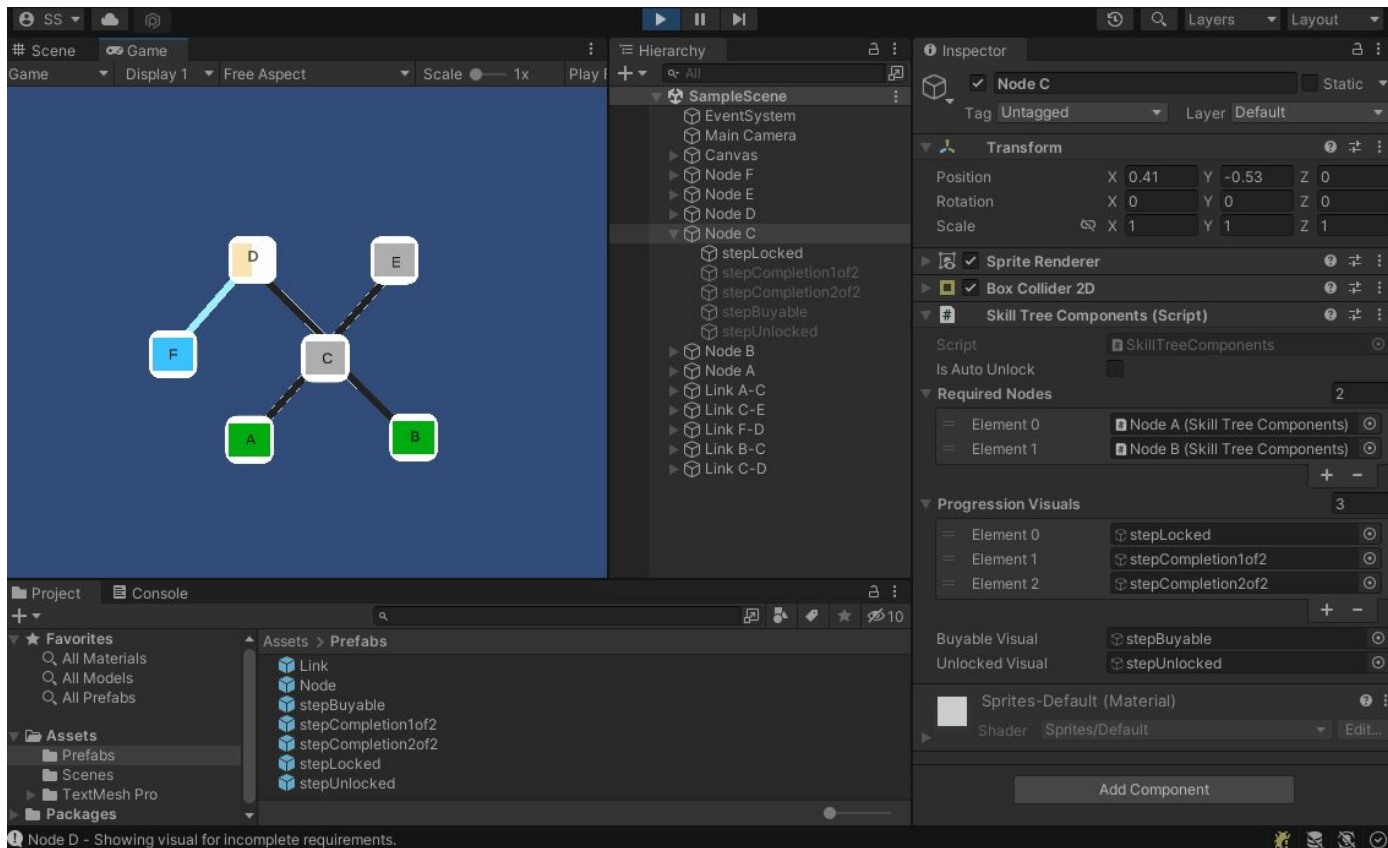 SS
Layers
Layout
Scene
Game
Game
Display 1
Free Aspect
Scale
1x
Play F
D
E
F
C
A
B
Hierarchy
All
SampleScene
EventSystem
Main Camera
Canvas
Node F
Node E
Node D
Node C
stepLocked
stepCompletion1of2
stepCompletion2of2
stepBuyable
stepUnlocked
Node B
Node A
Link A-C
Link C-E
Link F-D
Link B-C
Link C-D
Inspector
Node C
Static
Tag Untagged
Layer Default
Transform
Position X 0.41 Y -0.53 Z 0
Rotation X 0 Y 0 Z 0
Scale X 1 Y 1 Z 1
Sprite Renderer
Box Collider 2D
# Skill Tree Components (Script)
Script SkillTreeComponents
Is Auto Unlock
Required Nodes 2
Element 0 Node A (Skill Tree Components)
Element 1 Node B (Skill Tree Components)
+ -
Progression Visuals 3
Element 0 stepLocked
Element 1 stepCompletion1of2
Element 2 stepCompletion2of2
+ -
Buyable Visual stepBuyable
Unlocked Visual stepUnlocked
Sprites-Default (Material)
Shader Sprites/Default Edit...
Add Component
Project
Console
10
Favorites
All Materials
All Models
All Prefabs
Assets
Prefabs
Scenes
TextMesh Pro
Packages
Assets > Prefabs
Link
Node
stepBuyable
stepCompletion1of2
stepCompletion2of2
stepLocked
stepUnlocked
Node D - Showing visual for incomplete requirements.